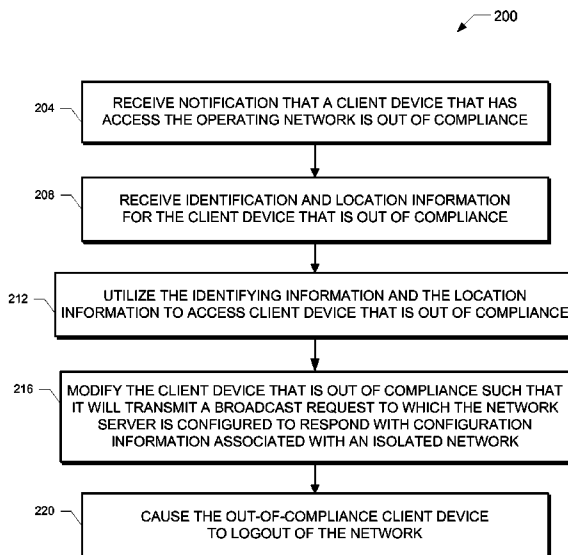 200
204
RECEIVE NOTIFICATION THAT A CLIENT DEVICE THAT HAS
ACCESS THE OPERATING NETWORK IS OUT OF COMPLIANCE
208
RECEIVE IDENTIFICATION AND LOCATION INFORMATION
FOR THE CLIENT DEVICE THAT IS OUT OF COMPLIANCE
212
UTILIZE THE IDENTIFYING INFORMATION AND THE LOCATION
INFORMATION TO ACCESS CLIENT DEVICE THAT IS OUT OF COMPLIANCE
216
MODIFY THE CLIENT DEVICE THAT IS OUT OF COMPLIANCE SUCH THAT
IT WILL TRANSMIT A BROADCAST REQUEST TO WHICH THE NETWORK
SERVER IS CONFIGURED TO RESPOND WITH CONFIGURATION
INFORMATION ASSOCIATED WITH AN ISOLATED NETWORK
220
CAUSE THE OUT-OF-COMPLIANCE CLIENT DEVICE
TO LOGOUT OF THE NETWORK